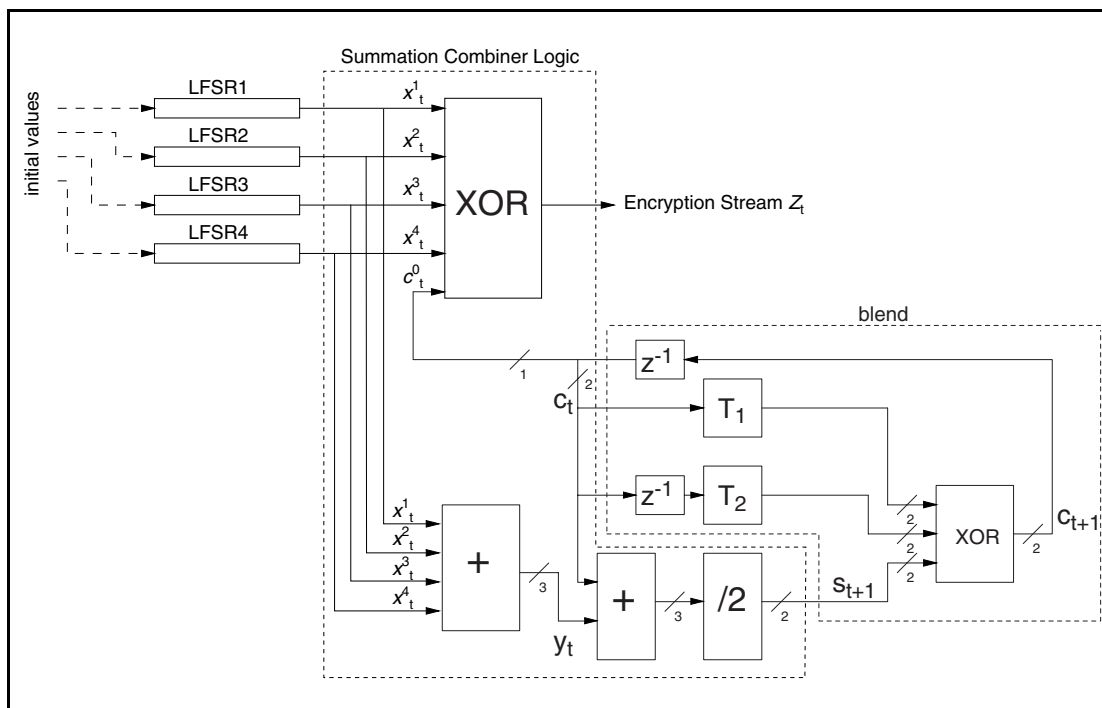 Summation Combiner Logic
initial values
LFSR1
LFSR2
LFSR3
LFSR4
x¹ₜ
x²ₜ
x³ₜ
x⁴ₜ
c⁰ₜ
XOR
Encryption Stream Zₜ
blend
z⁻¹
1
2
cₜ
T₁
z⁻¹
T₂
x¹ₜ
x²ₜ
x³ₜ
x⁴ₜ
+
3
yₜ
+
3
/2
2
sₜ₊₁
2
2
2
XOR
2
cₜ₊₁